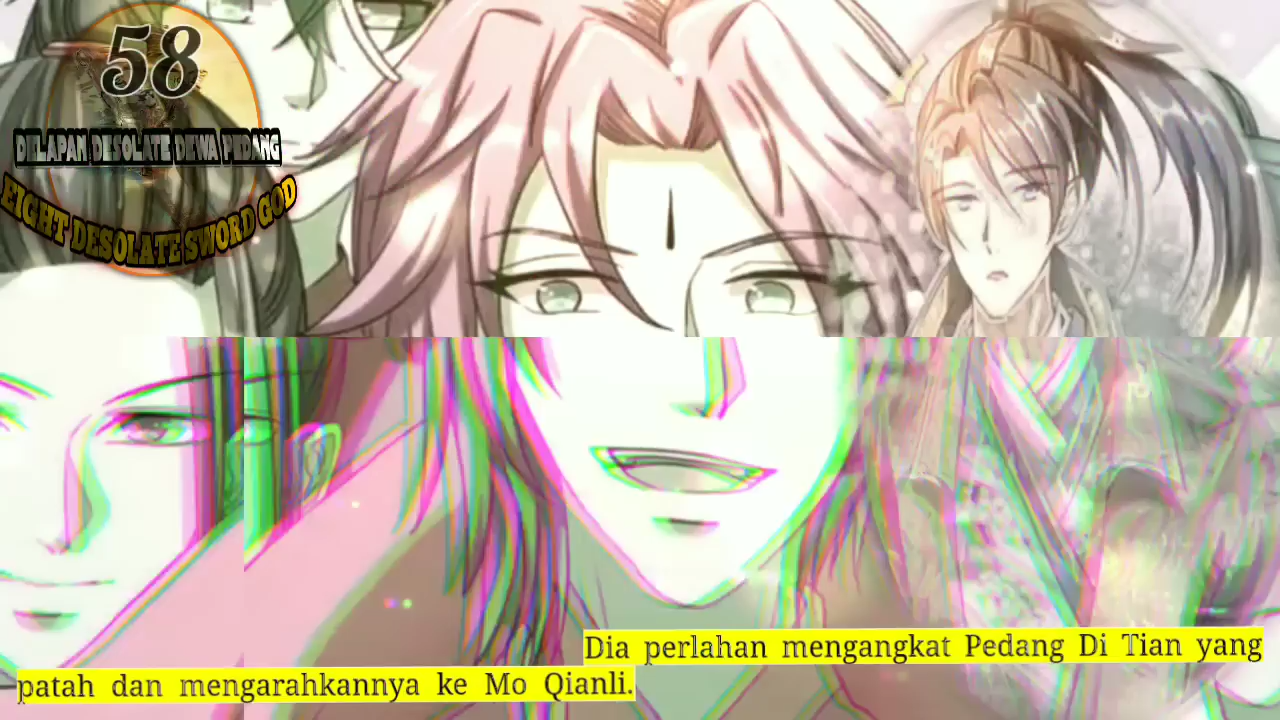 58
DELAPAN DESOLATE DEWA PEDANG
EIGHT DESOLATE SWORD GOD
Dia perlahan mengangkat Pedang Di Tian yang
patah dan mengarahkannya ke Mo Qianli.